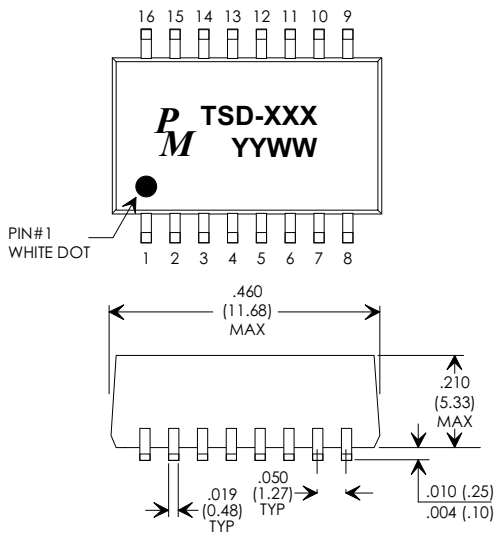 16 15 14 13 12 11 10 9
PM TSD-XXX
YYWW
PIN#1
WHITE DOT
1 2 3 4 5 6 7 8
.460
(11.68)
MAX
.210
(5.33)
MAX
.050
(1.27)
TYP
.019
(0.48)
TYP
.010 (.25)
.004 (.10)